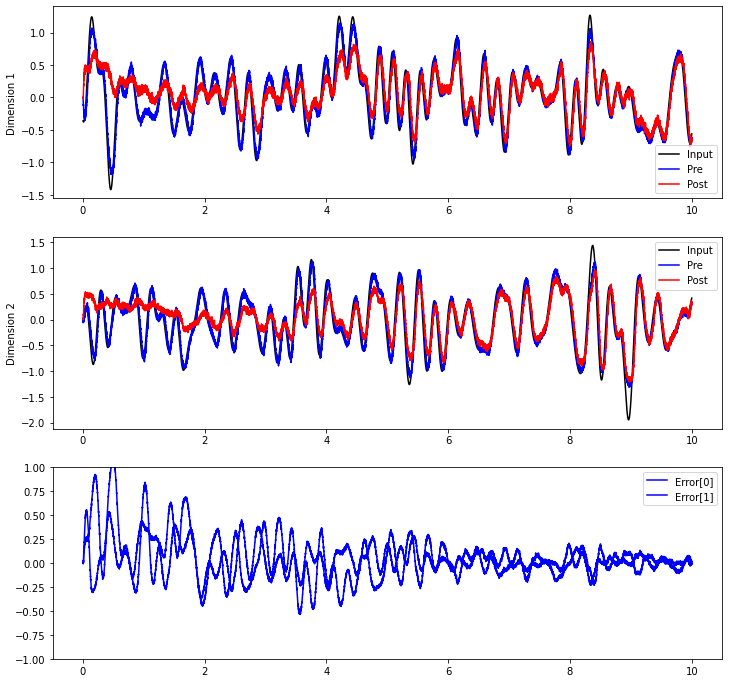 1.0
0.5
0.0
−0.5
−1.0
−1.5
Dimension 1
Input
Pre
Post
0 2 4 6 8 10
1.5
1.0
0.5
0.0
−0.5
−1.0
−1.5
−2.0
Dimension 2
Input
Pre
Post
0 2 4 6 8 10
1.00
0.75
0.50
0.25
0.00
−0.25
−0.50
−0.75
−1.00
Error[0]
Error[1]
0 2 4 6 8 10